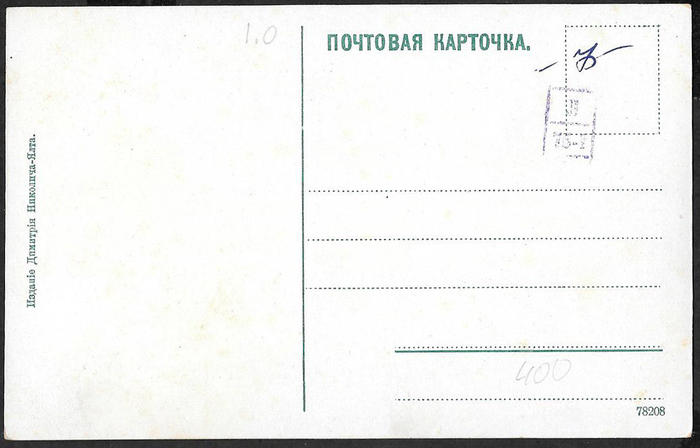 1.0
ПОЧТОВАЯ КАРТОЧКА.
Изданіе Димитрія Николича-Ялта.
400
78208